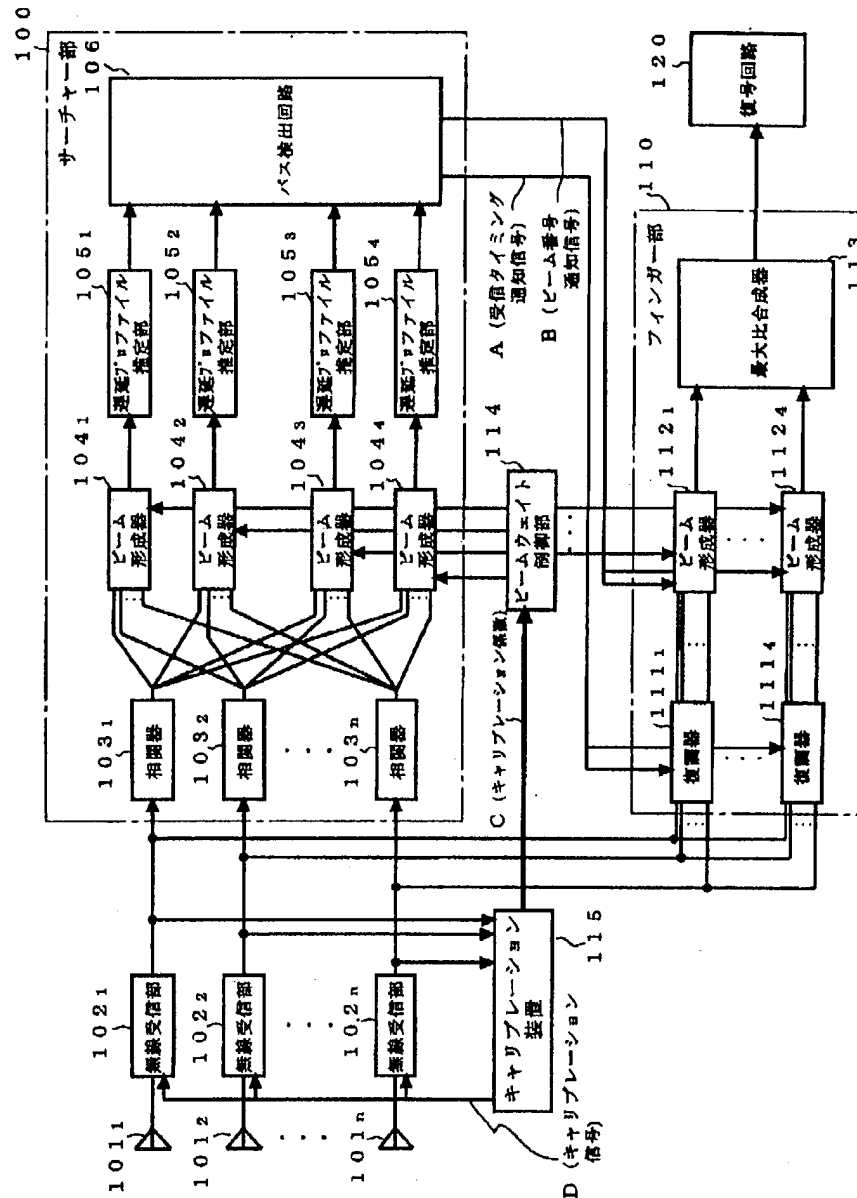 100
サーチャー部
106
パス検出回路
1051
遅延プロファイル
推定部
1052
遅延プロファイル
推定部
1053
遅延プロファイル
推定部
1054
遅延プロファイル
推定部
1041
ビーム
形成器
1042
ビーム
形成器
1043
ビーム
形成器
1044
ビーム
形成器
1031
相関器
1032
相関器
103n
相関器
1021
無線受信部
1022
無線受信部
102n
無線受信部
1011
1012
101n
A (受信タイミング
通知信号)
B (ビーム番号
通知信号)
114
ビームウェイト
制御部
C (キャリブレーション係数)
キャリブレーション
装置
115
D (キャリブレーション
信号)
110
フィンガー部
1111
復調器
1114
復調器
1121
ビーム
形成器
1124
ビーム
形成器
最大比合成器
113
120
復号回路